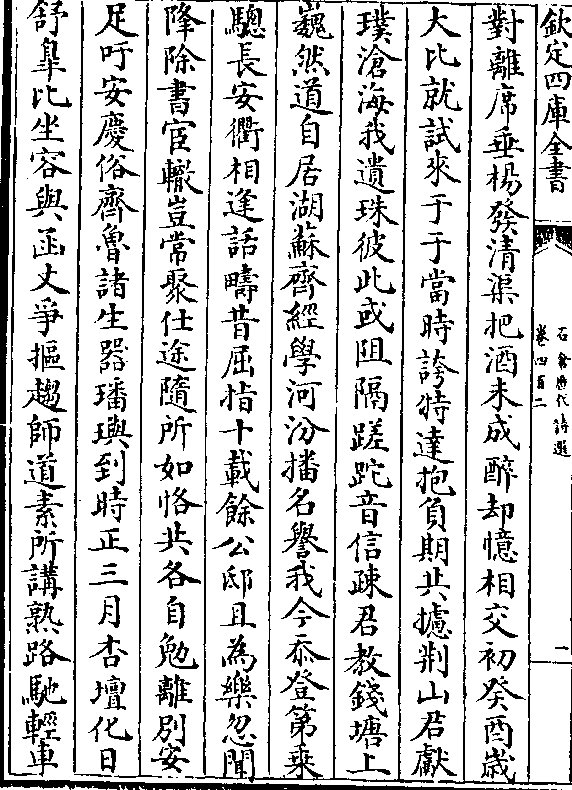 欽定四庫全書
石倉歷代詩選
卷四百二
一
對離席垂楊發清渠把酒未成醉却憶相交初癸酉歲
大比就試來于于當時誇特達抱負期共攄荆山君獻
璞滄海我遺珠彼此或阻隔蹉跎音信疎君教錢塘上
巍然道自居湖蘇齊經學河汾播名譽我今忝登第乘
驄長安衢相逢話疇昔屈指十載餘公邸且為樂忽聞
降除書宦轍豈常聚仕途隨所如恪共各自勉離別安
足吁安慶俗齊魯諸生器璠璵到時正三月杏壇化日
舒臯比坐容與函丈爭摳趨師道素所講熟路馳輕車